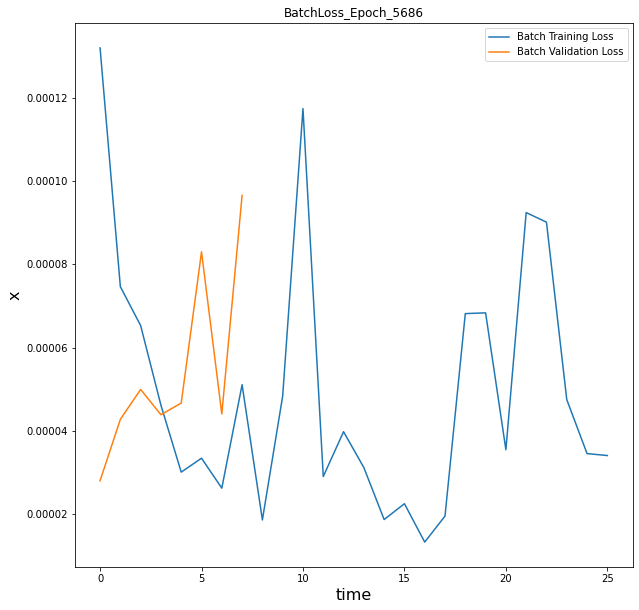 BatchLoss_Epoch_5686
Batch Training Loss
Batch Validation Loss
0.00012
0.00010
0.00008
0.00006
0.00004
0.00002
x
0 5 10 15 20 25
time